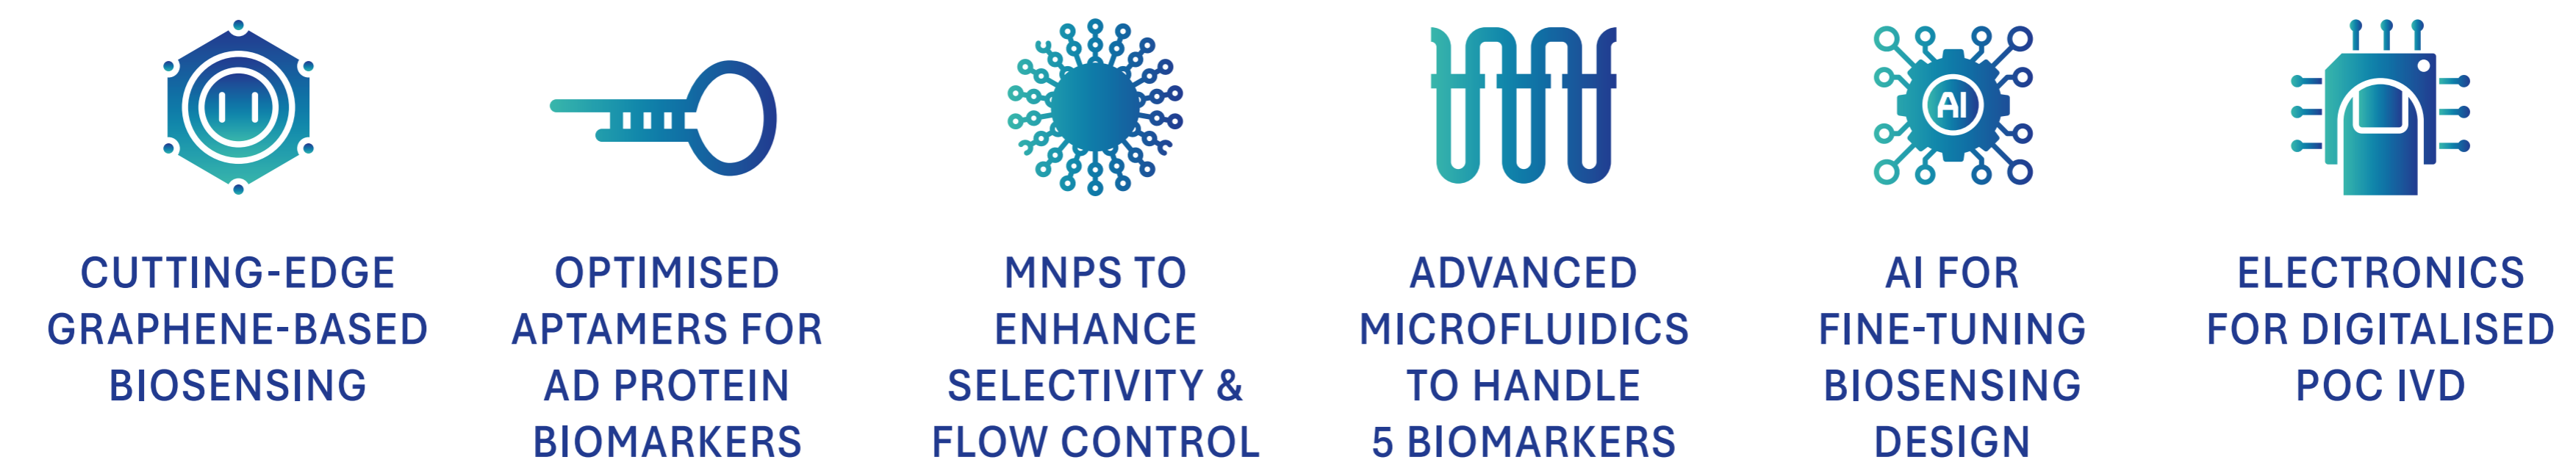 AI
CUTTING-EDGE
GRAPHENE-BASED
BIOSENSING
OPTIMISED
APTAMERS FOR
AD PROTEIN
BIOMARKERS
MNPS TO
ENHANCE
SELECTIVITY &
FLOW CONTROL
ADVANCED
MICROFLUIDICS
TO HANDLE
5 BIOMARKERS
AI FOR
FINE-TUNING
BIOSENSING
DESIGN
ELECTRONICS
FOR DIGITALISED
POC IVD